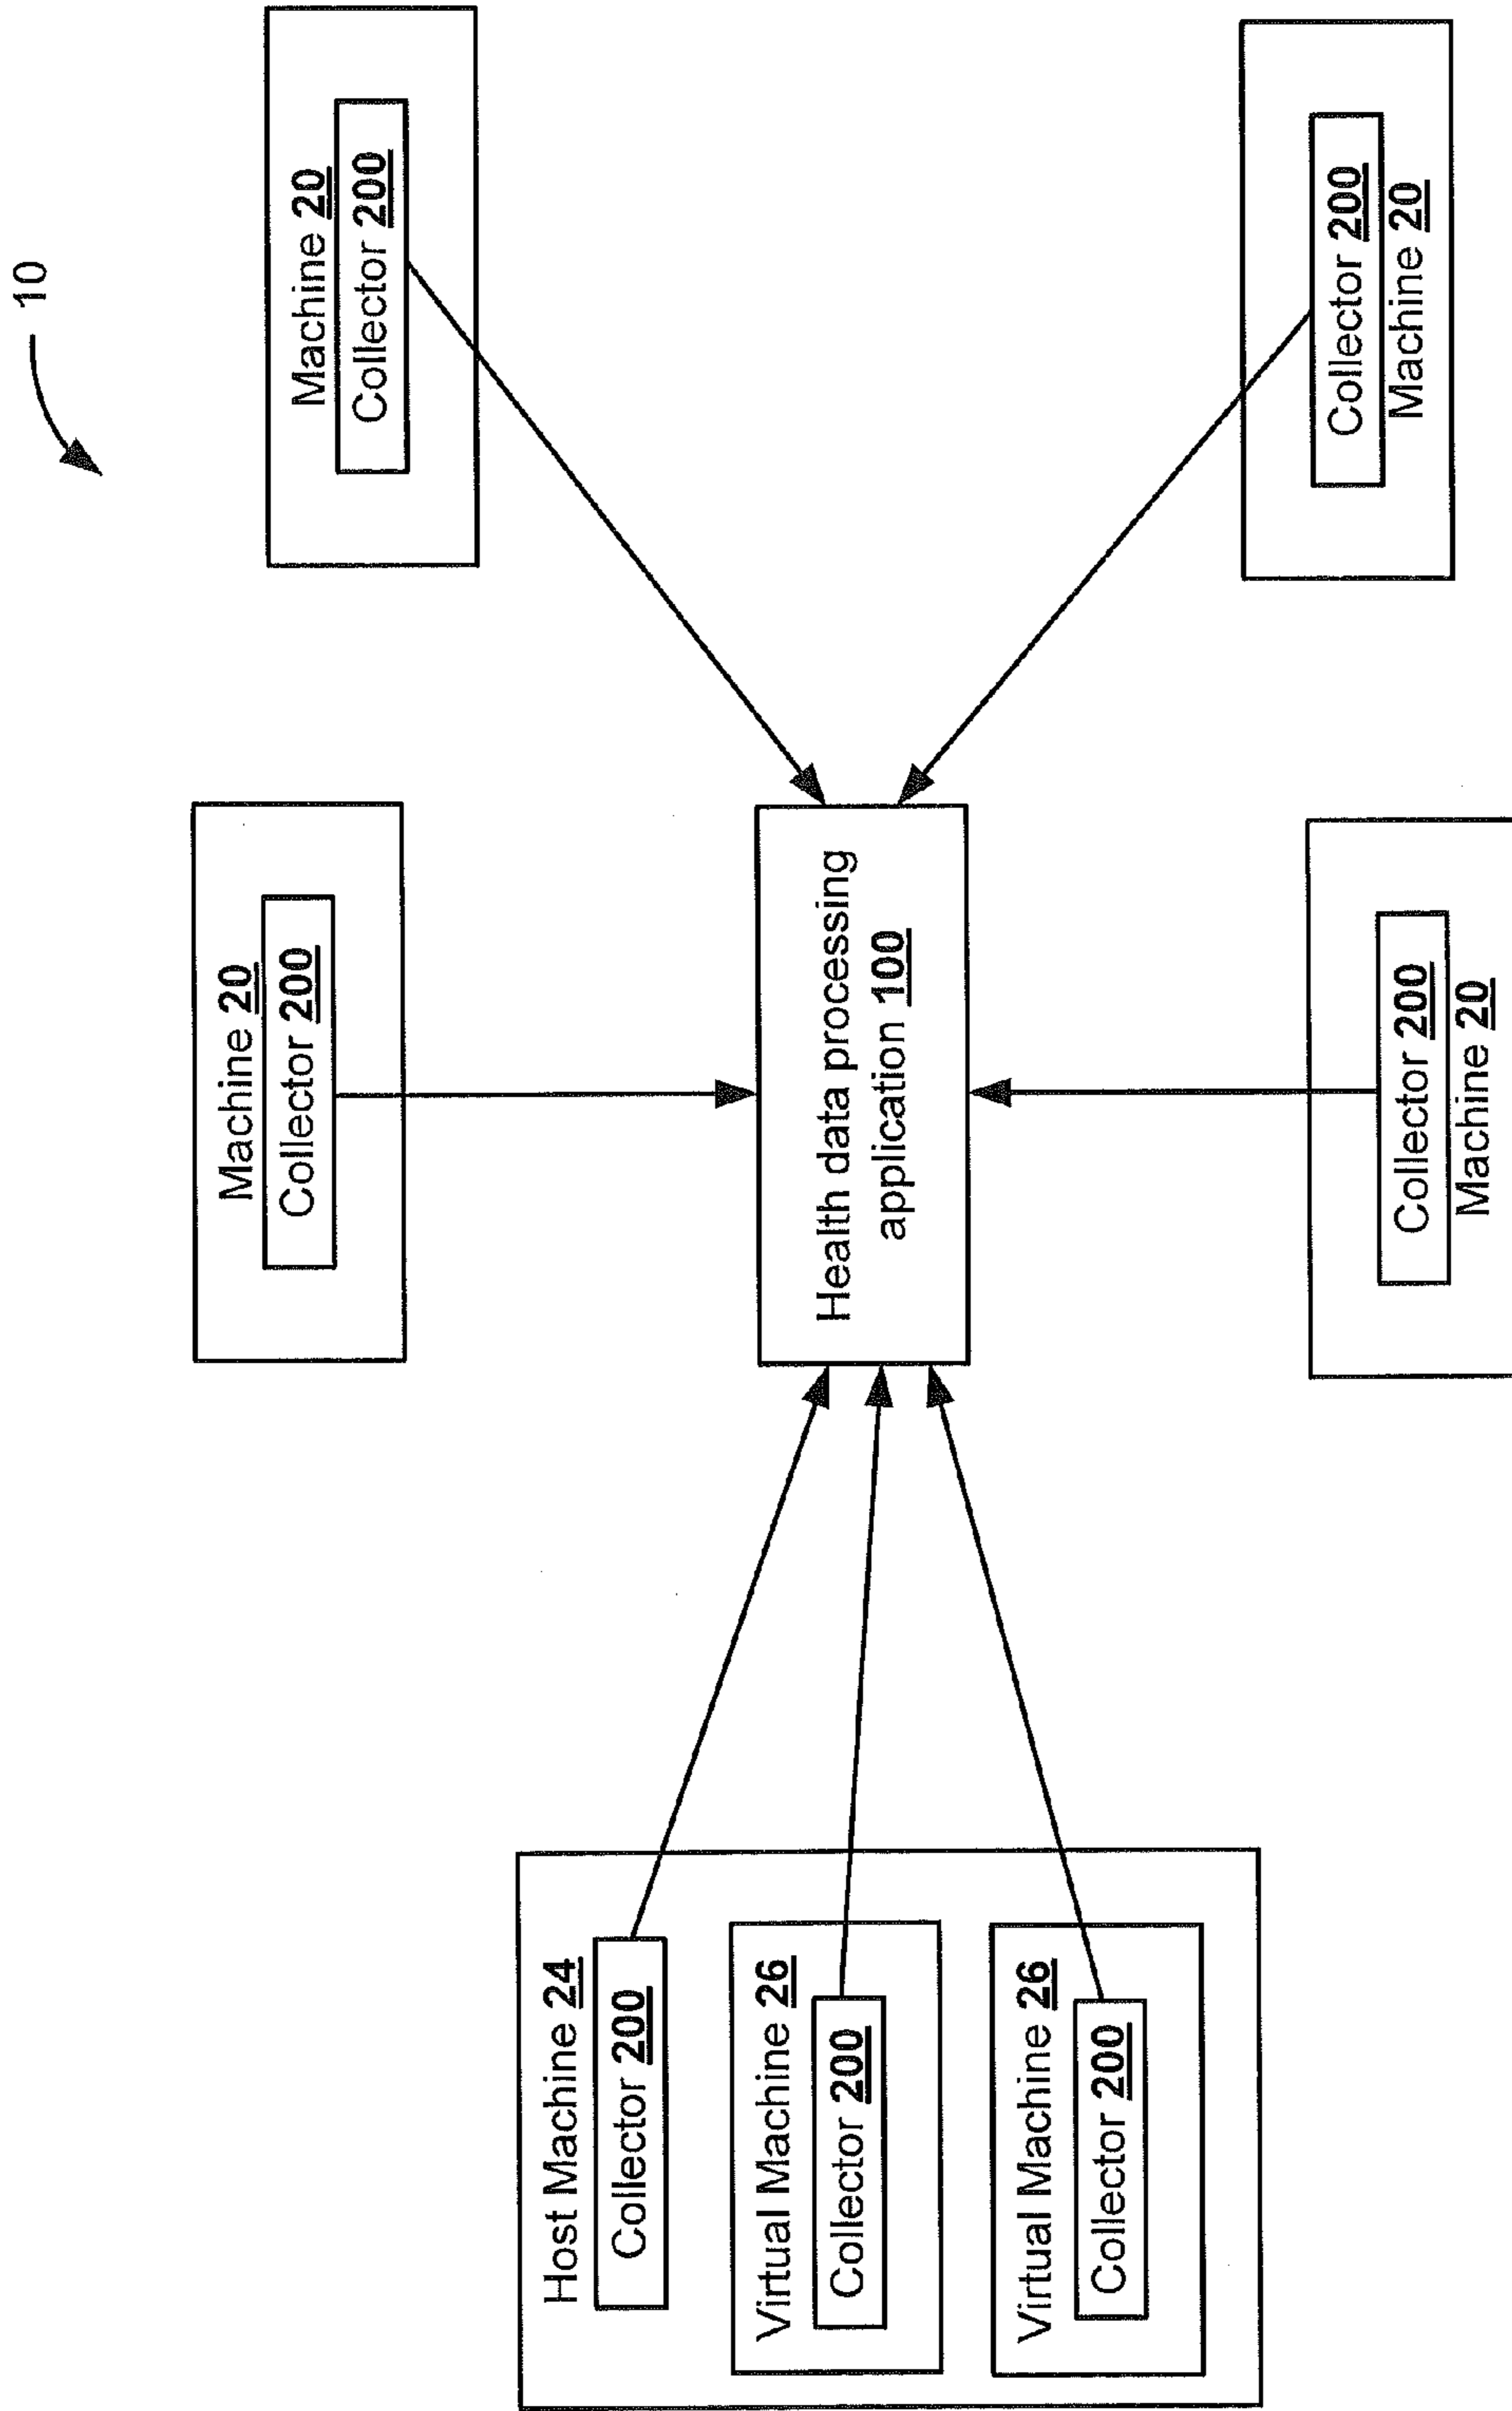 10
Machine 20
Collector 200
Machine 20
Collector 200
Host Machine 24
Collector 200
Virtual Machine 26
Collector 200
Virtual Machine 26
Collector 200
Health data processing
application 100
Collector 200
Machine 20
Collector 200
Machine 20